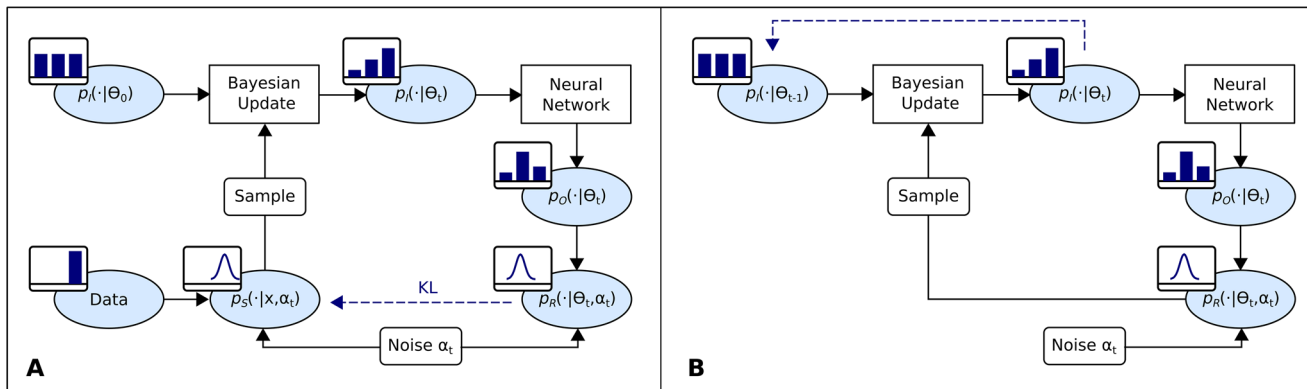 p_I(·|Θ_0)
Bayesian
Update
p_I(·|Θ_t)
Neural
Network
Sample
p_O(·|Θ_t)
Data
p_S(·|x,α_t)
KL
p_R(·|Θ_t,α_t)
Noise α_t
A
p_I(·|Θ_{t-1})
Bayesian
Update
p_I(·|Θ_t)
Neural
Network
Sample
p_O(·|Θ_t)
p_R(·|Θ_t,α_t)
Noise α_t
B